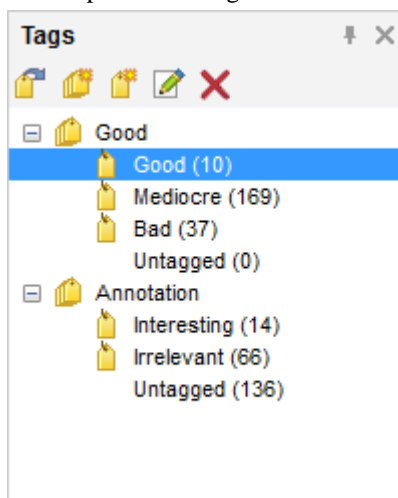 Tags
Good
Good (10)
Mediocre (169)
Bad (37)
Untagged (0)
Annotation
Interesting (14)
Irrelevant (66)
Untagged (136)